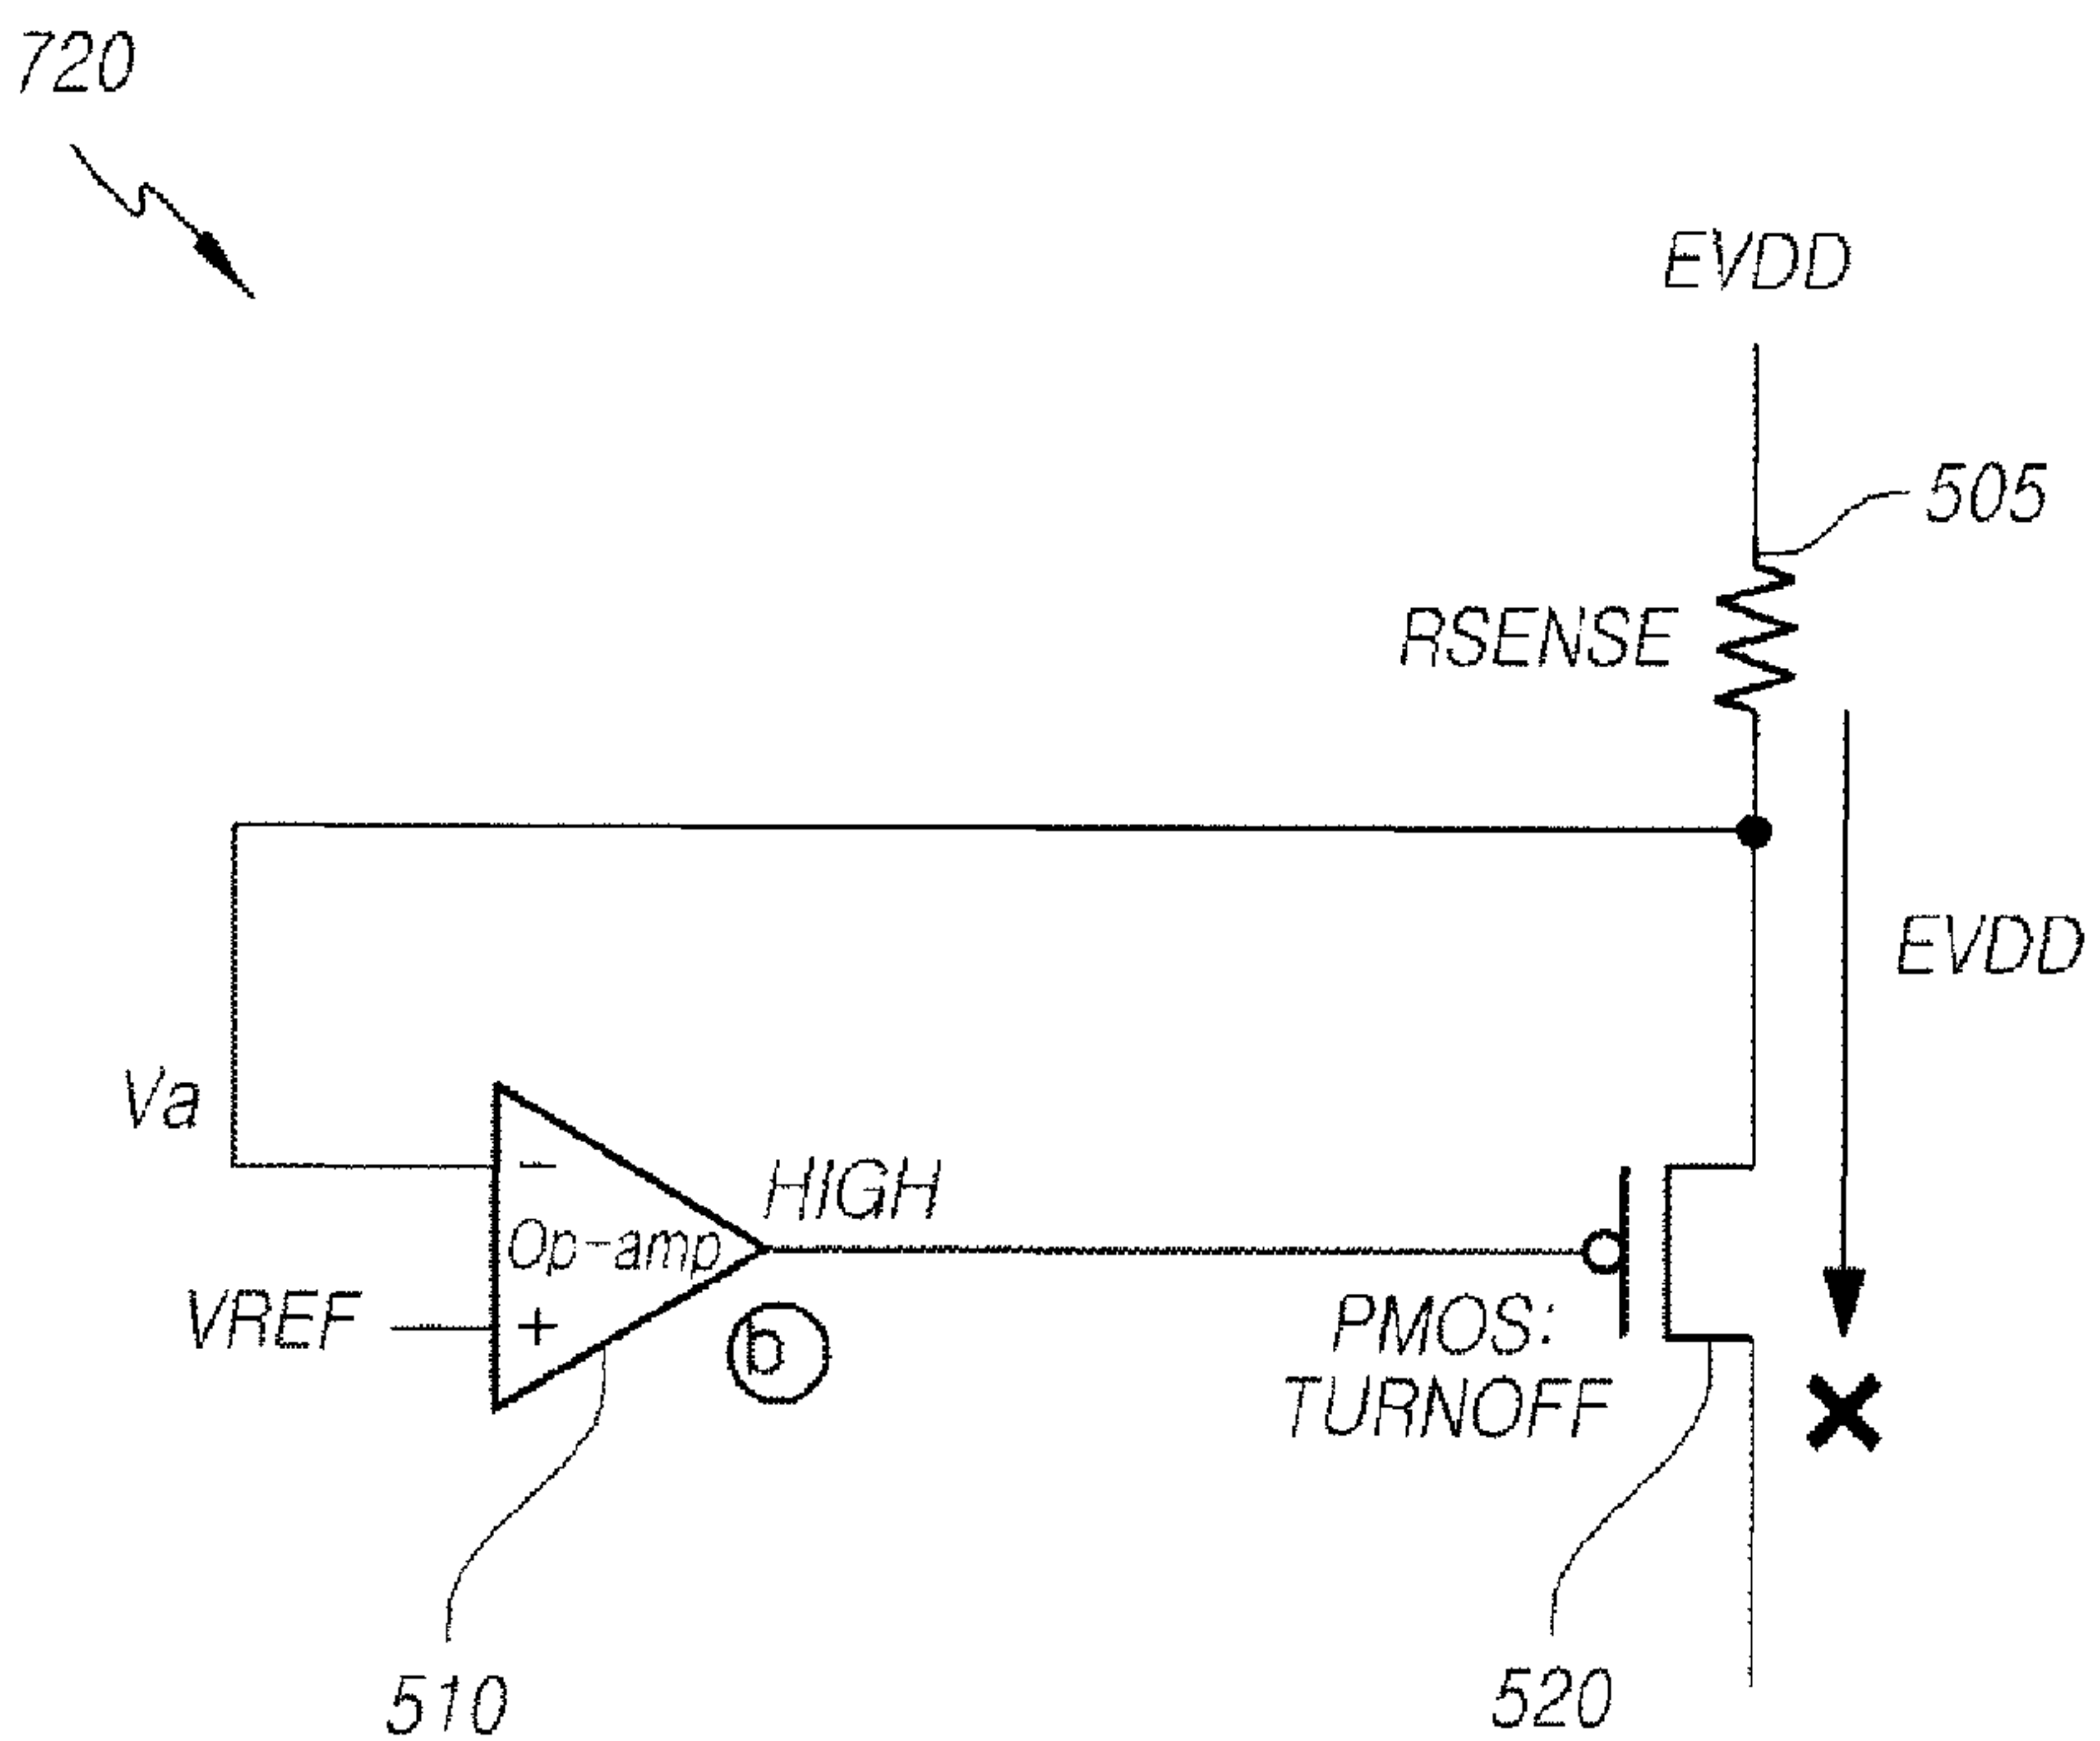 720
EVDD
505
RSENSE
EVDD
Va
−
HIGH
Op-amp
VREF
+
b
PMOS:
TURNOFF
510
520